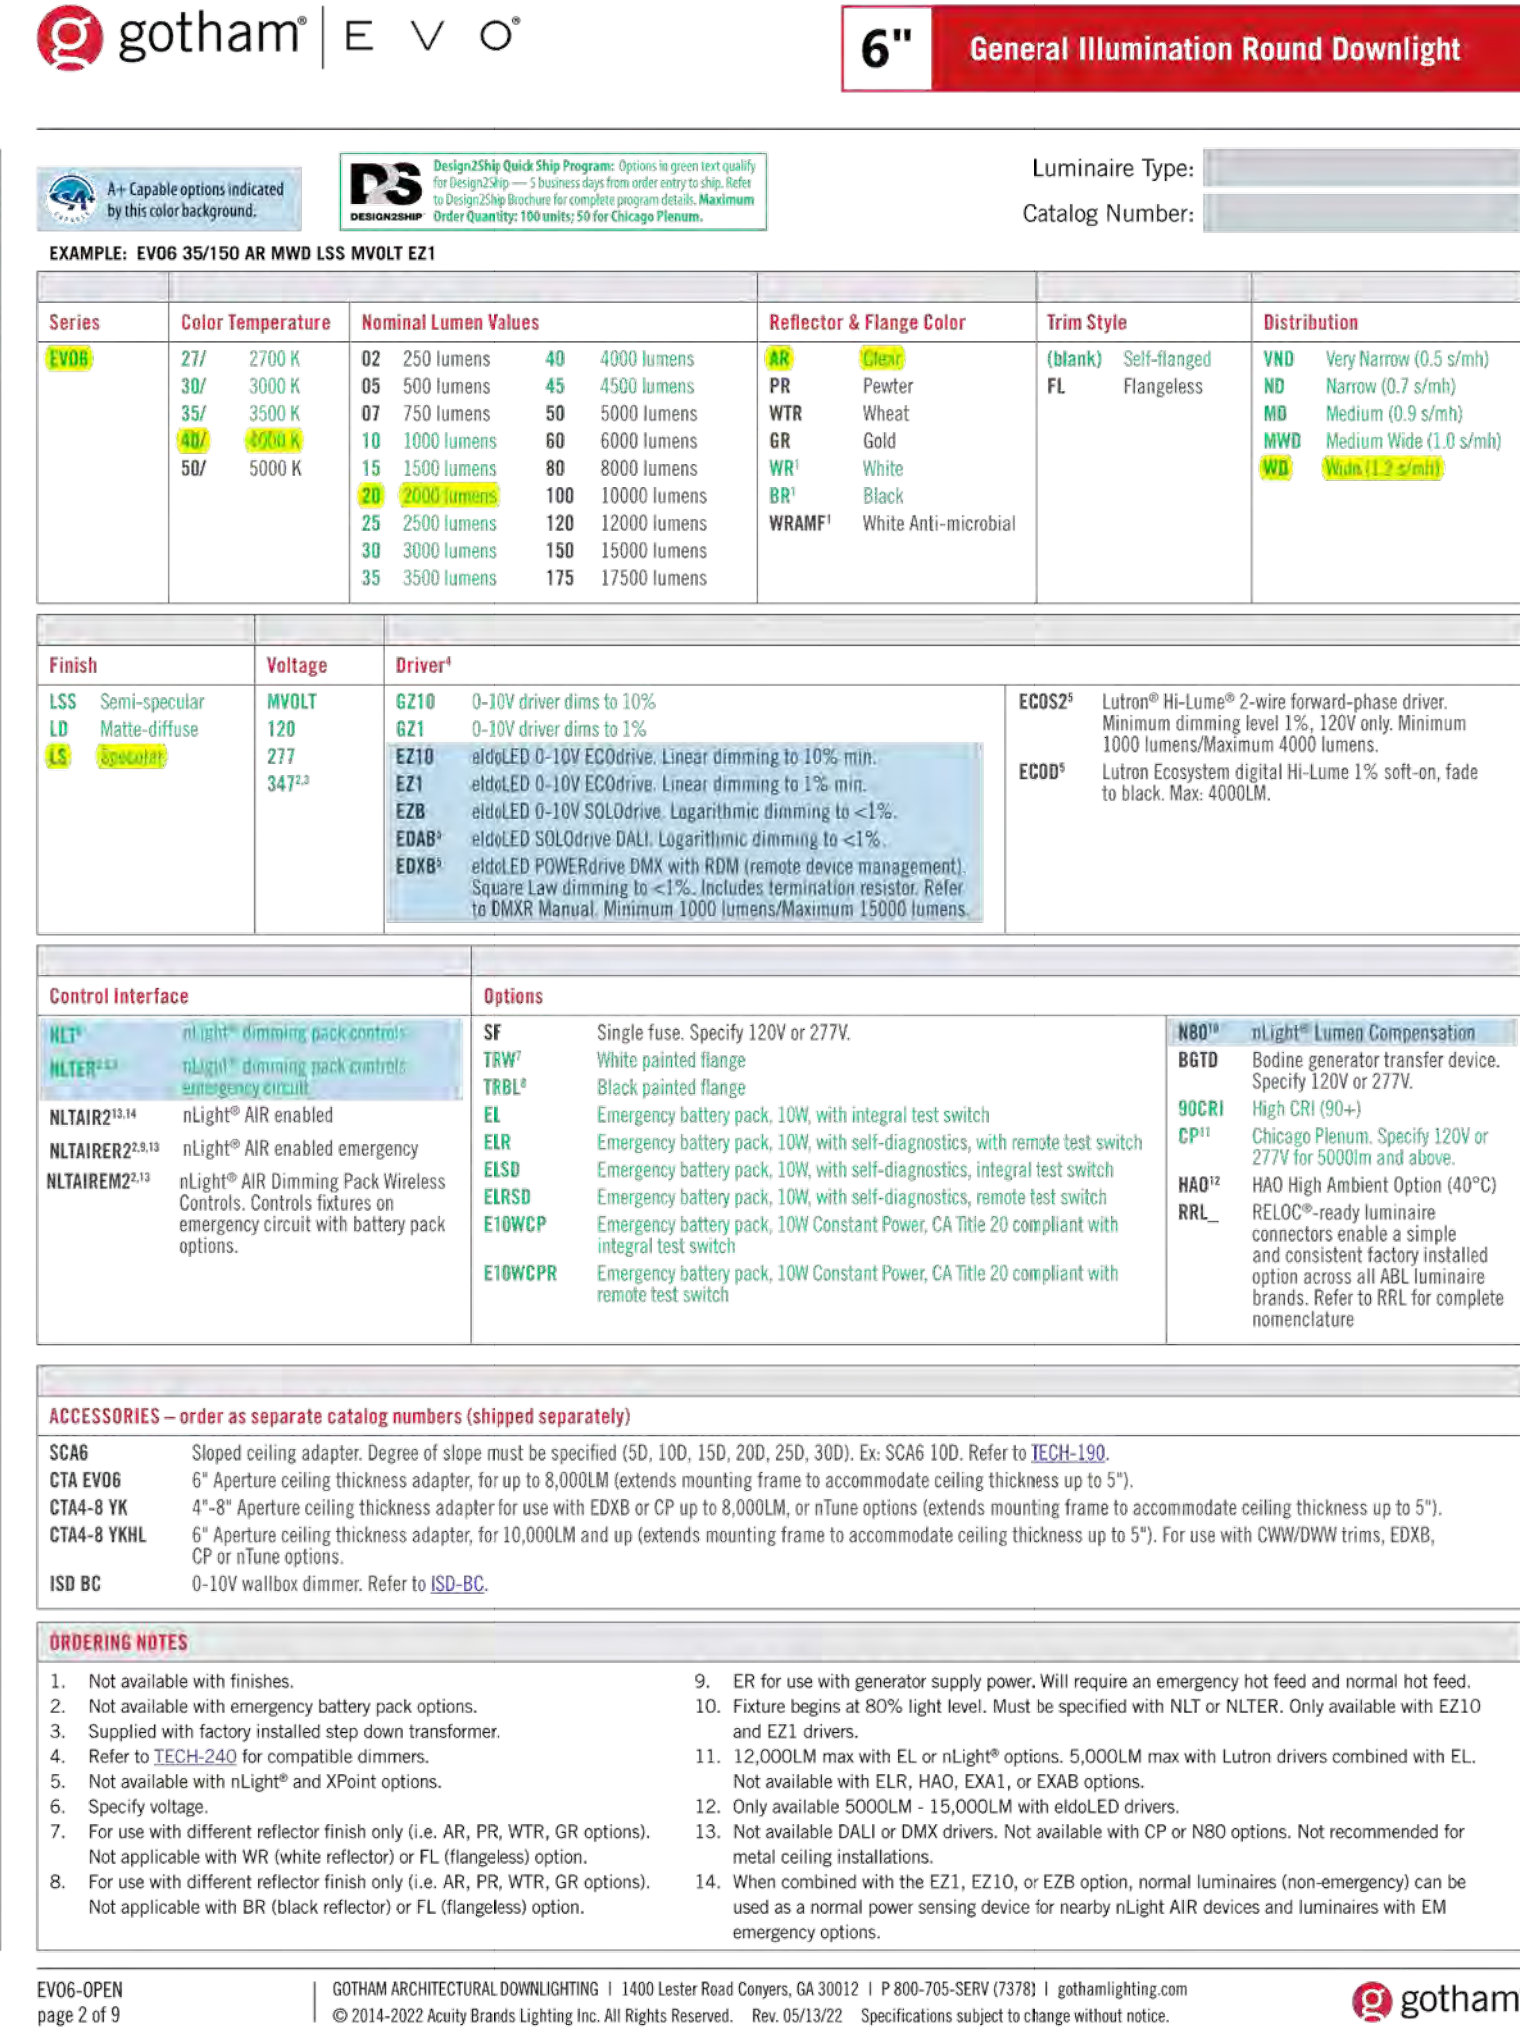 gotham® EVO®
6" General Illumination Round Downlight
A+ Capable options indicated
by this color background.
DESIGN2SHIP
Design2Ship Quick Ship Program: Options in green text qualify
for Design2Ship — 5 business days from order entry to ship. Refer
to Design2Ship Brochure for complete program details. Maximum
Order Quantity: 100 units; 50 for Chicago Plenum.
Luminaire Type:
Catalog Number:
EXAMPLE: EVO6 35/150 AR MWD LSS MVOLT EZ1
Series
EVO6
Color Temperature
27/ 2700 K
30/ 3000 K
35/ 3500 K
40/ 4000 K
50/ 5000 K
Nominal Lumen Values
02 250 lumens 40 4000 lumens
05 500 lumens 45 4500 lumens
07 750 lumens 50 5000 lumens
10 1000 lumens 60 6000 lumens
15 1500 lumens 80 8000 lumens
20 2000 lumens 100 10000 lumens
25 2500 lumens 120 12000 lumens
30 3000 lumens 150 15000 lumens
35 3500 lumens 175 17500 lumens
Reflector & Flange Color
AR Clear
PR Pewter
WTR Wheat
GR Gold
WR¹ White
BR¹ Black
WRAMF¹ White Anti-microbial
Trim Style
(blank) Self-flanged
FL Flangeless
Distribution
VND Very Narrow (0.5 s/mh)
ND Narrow (0.7 s/mh)
MD Medium (0.9 s/mh)
MWD Medium Wide (1.0 s/mh)
WD Wide (1.2 s/mh)
Finish
LSS Semi-specular
LD Matte-diffuse
LS Specular
Voltage
MVOLT
120
277
347²,³
Driver⁴
GZ10 0-10V driver dims to 10%
GZ1 0-10V driver dims to 1%
EZ10 eldoLED 0-10V ECOdrive. Linear dimming to 10% min.
EZ1 eldoLED 0-10V ECOdrive. Linear dimming to 1% min.
EZB eldoLED 0-10V SOLOdrive. Logarithmic dimming to <1%.
EDAB⁵ eldoLED SOLOdrive DALI. Logarithmic dimming to <1%.
EDXB⁵ eldoLED POWERdrive DMX with RDM (remote device management).
Square Law dimming to <1%. Includes termination resistor. Refer
to DMXR Manual. Minimum 1000 lumens/Maximum 15000 lumens.
ECOS2⁵ Lutron® Hi-Lume® 2-wire forward-phase driver.
Minimum dimming level 1%, 120V only. Minimum
1000 lumens/Maximum 4000 lumens.
ECOD⁵ Lutron Ecosystem digital Hi-Lume 1% soft-on, fade
to black. Max: 4000LM.
Control Interface
NLT⁶ nLight® dimming pack controls
NLTER nLight® dimming pack controls
emergency circuit
NLTAIR2¹³,¹⁴ nLight® AIR enabled
NLTAIRER2²,⁹,¹³ nLight® AIR enabled emergency
NLTAIREM2²,¹³ nLight® AIR Dimming Pack Wireless
Controls. Controls fixtures on
emergency circuit with battery pack
options.
Options
SF Single fuse. Specify 120V or 277V.
TRW⁷ White painted flange
TRBL⁸ Black painted flange
EL Emergency battery pack, 10W, with integral test switch
ELR Emergency battery pack, 10W, with self-diagnostics, with remote test switch
ELSD Emergency battery pack, 10W, with self-diagnostics, integral test switch
ELRSD Emergency battery pack, 10W, with self-diagnostics, remote test switch
E10WCP Emergency battery pack, 10W Constant Power, CA Title 20 compliant with
integral test switch
E10WCPR Emergency battery pack, 10W Constant Power, CA Title 20 compliant with
remote test switch
N80¹⁰ nLight® Lumen Compensation
BGTD Bodine generator transfer device.
Specify 120V or 277V.
90CRI High CRI (90+)
CP¹¹ Chicago Plenum. Specify 120V or
277V for 5000lm and above.
HAO¹² HAO High Ambient Option (40°C)
RRL_ RELOC®-ready luminaire
connectors enable a simple
and consistent factory installed
option across all ABL luminaire
brands. Refer to RRL for complete
nomenclature
ACCESSORIES – order as separate catalog numbers (shipped separately)
SCA6 Sloped ceiling adapter. Degree of slope must be specified (5D, 10D, 15D, 20D, 25D, 30D). Ex: SCA6 10D. Refer to TECH-190.
CTA EVO6 6" Aperture ceiling thickness adapter, for up to 8,000LM (extends mounting frame to accommodate ceiling thickness up to 5").
CTA4-8 YK 4"-8" Aperture ceiling thickness adapter for use with EDXB or CP up to 8,000LM, or nTune options (extends mounting frame to accommodate ceiling thickness up to 5").
CTA4-8 YKHL 6" Aperture ceiling thickness adapter, for 10,000LM and up (extends mounting frame to accommodate ceiling thickness up to 5"). For use with CWW/DWW trims, EDXB,
CP or nTune options.
ISD BC 0-10V wallbox dimmer. Refer to ISD-BC.
ORDERING NOTES
1. Not available with finishes.
2. Not available with emergency battery pack options.
3. Supplied with factory installed step down transformer.
4. Refer to TECH-240 for compatible dimmers.
5. Not available with nLight® and XPoint options.
6. Specify voltage.
7. For use with different reflector finish only (i.e. AR, PR, WTR, GR options).
Not applicable with WR (white reflector) or FL (flangeless) option.
8. For use with different reflector finish only (i.e. AR, PR, WTR, GR options).
Not applicable with BR (black reflector) or FL (flangeless) option.
9. ER for use with generator supply power. Will require an emergency hot feed and normal hot feed.
10. Fixture begins at 80% light level. Must be specified with NLT or NLTER. Only available with EZ10
and EZ1 drivers.
11. 12,000LM max with EL or nLight® options. 5,000LM max with Lutron drivers combined with EL.
Not available with ELR, HAO, EXA1, or EXAB options.
12. Only available 5000LM - 15,000LM with eldoLED drivers.
13. Not available DALI or DMX drivers. Not available with CP or N80 options. Not recommended for
metal ceiling installations.
14. When combined with the EZ1, EZ10, or EZB option, normal luminaires (non-emergency) can be
used as a normal power sensing device for nearby nLight AIR devices and luminaires with EM
emergency options.
EVO6-OPEN
page 2 of 9
GOTHAM ARCHITECTURAL DOWNLIGHTING | 1400 Lester Road Conyers, GA 30012 | P 800-705-SERV (7378) | gothamlighting.com
© 2014-2022 Acuity Brands Lighting Inc. All Rights Reserved. Rev. 05/13/22 Specifications subject to change without notice.
gotham